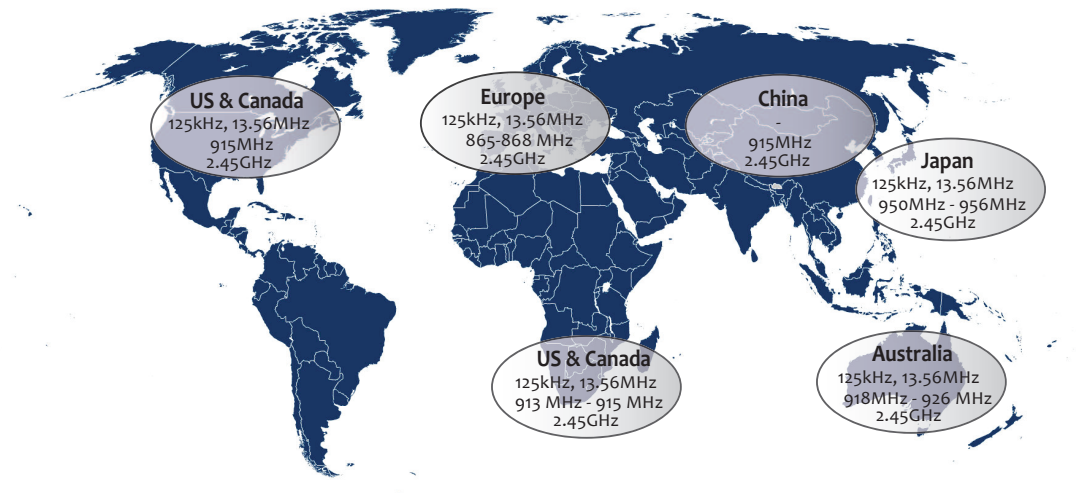 US & Canada
125kHz, 13.56MHz
915MHz
2.45GHz
Europe
125kHz, 13.56MHz
865-868 MHz
2.45GHz
China
-
915MHz
2.45GHz
Japan
125kHz, 13.56MHz
950MHz - 956MHz
2.45GHz
US & Canada
125kHz, 13.56MHz
913 MHz - 915 MHz
2.45GHz
Australia
125kHz, 13.56MHz
918MHz - 926 MHz
2.45GHz